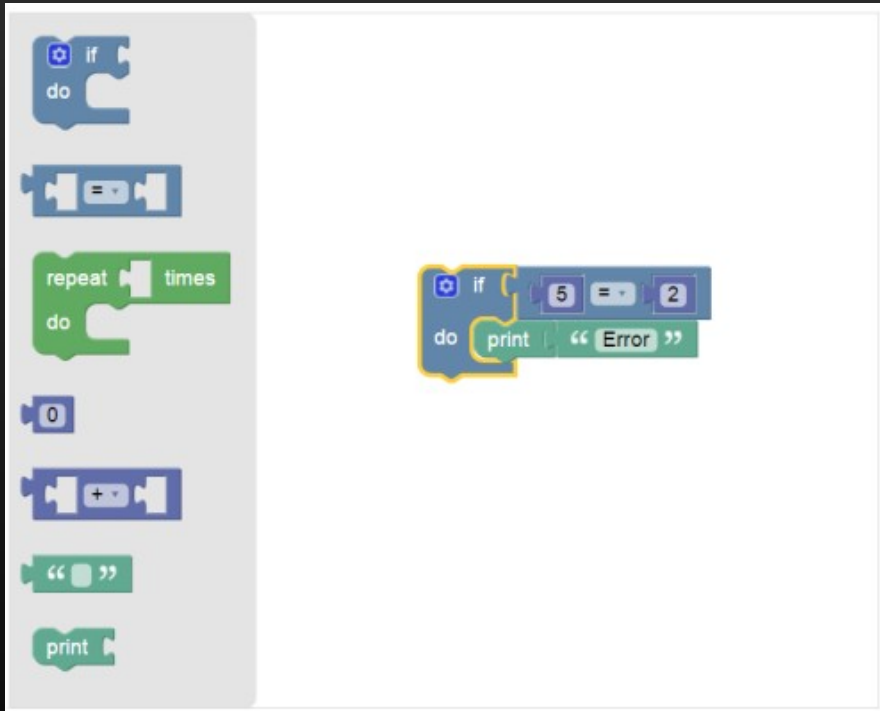 if
do
=
repeat times
do
0
+
“ ”
print
if 5 = 2
do print “ Error ”